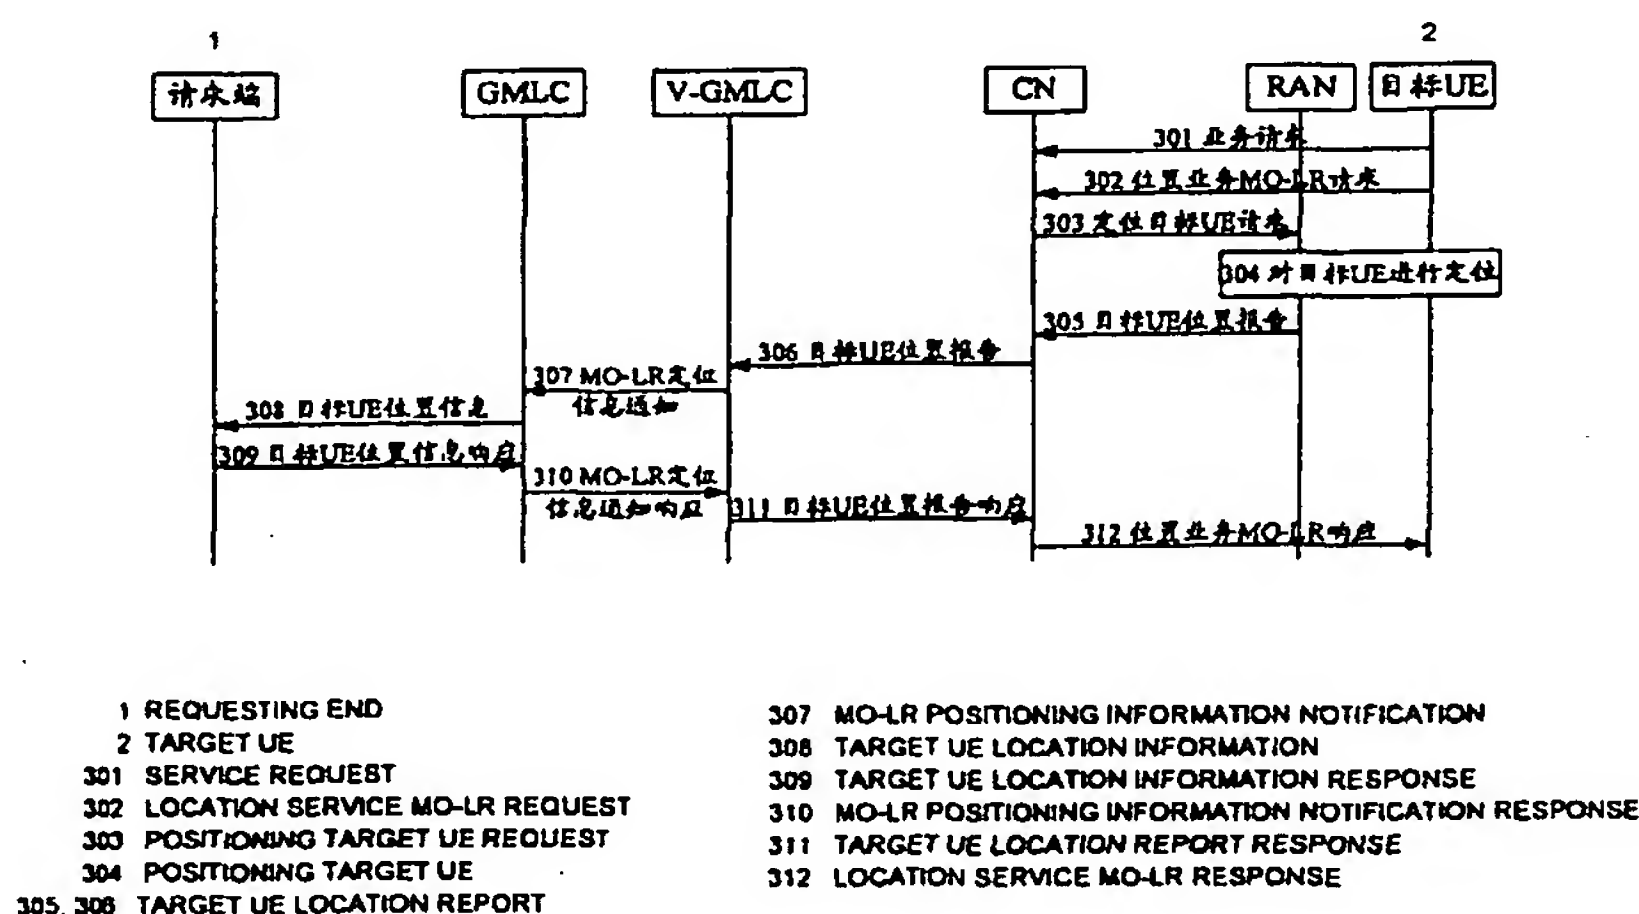 1 2
请求端 GMLC V-GMLC CN RAN 目标UE
301 业务请求
302 位置业务MO-LR请求
303 定位目标UE请求
304 对目标UE进行定位
305 目标UE位置报告
306 目标UE位置报告
307 MO-LR定位
信息通知
308 目标UE位置信息
309 目标UE位置信息响应
310 MO-LR定位
信息通知响应
311 目标UE位置报告响应
312 位置业务MO-LR响应
1 REQUESTING END
2 TARGET UE
301 SERVICE REQUEST
302 LOCATION SERVICE MO-LR REQUEST
303 POSITIONING TARGET UE REQUEST
304 POSITIONING TARGET UE
305, 306 TARGET UE LOCATION REPORT
307 MO-LR POSITIONING INFORMATION NOTIFICATION
308 TARGET UE LOCATION INFORMATION
309 TARGET UE LOCATION INFORMATION RESPONSE
310 MO-LR POSITIONING INFORMATION NOTIFICATION RESPONSE
311 TARGET UE LOCATION REPORT RESPONSE
312 LOCATION SERVICE MO-LR RESPONSE